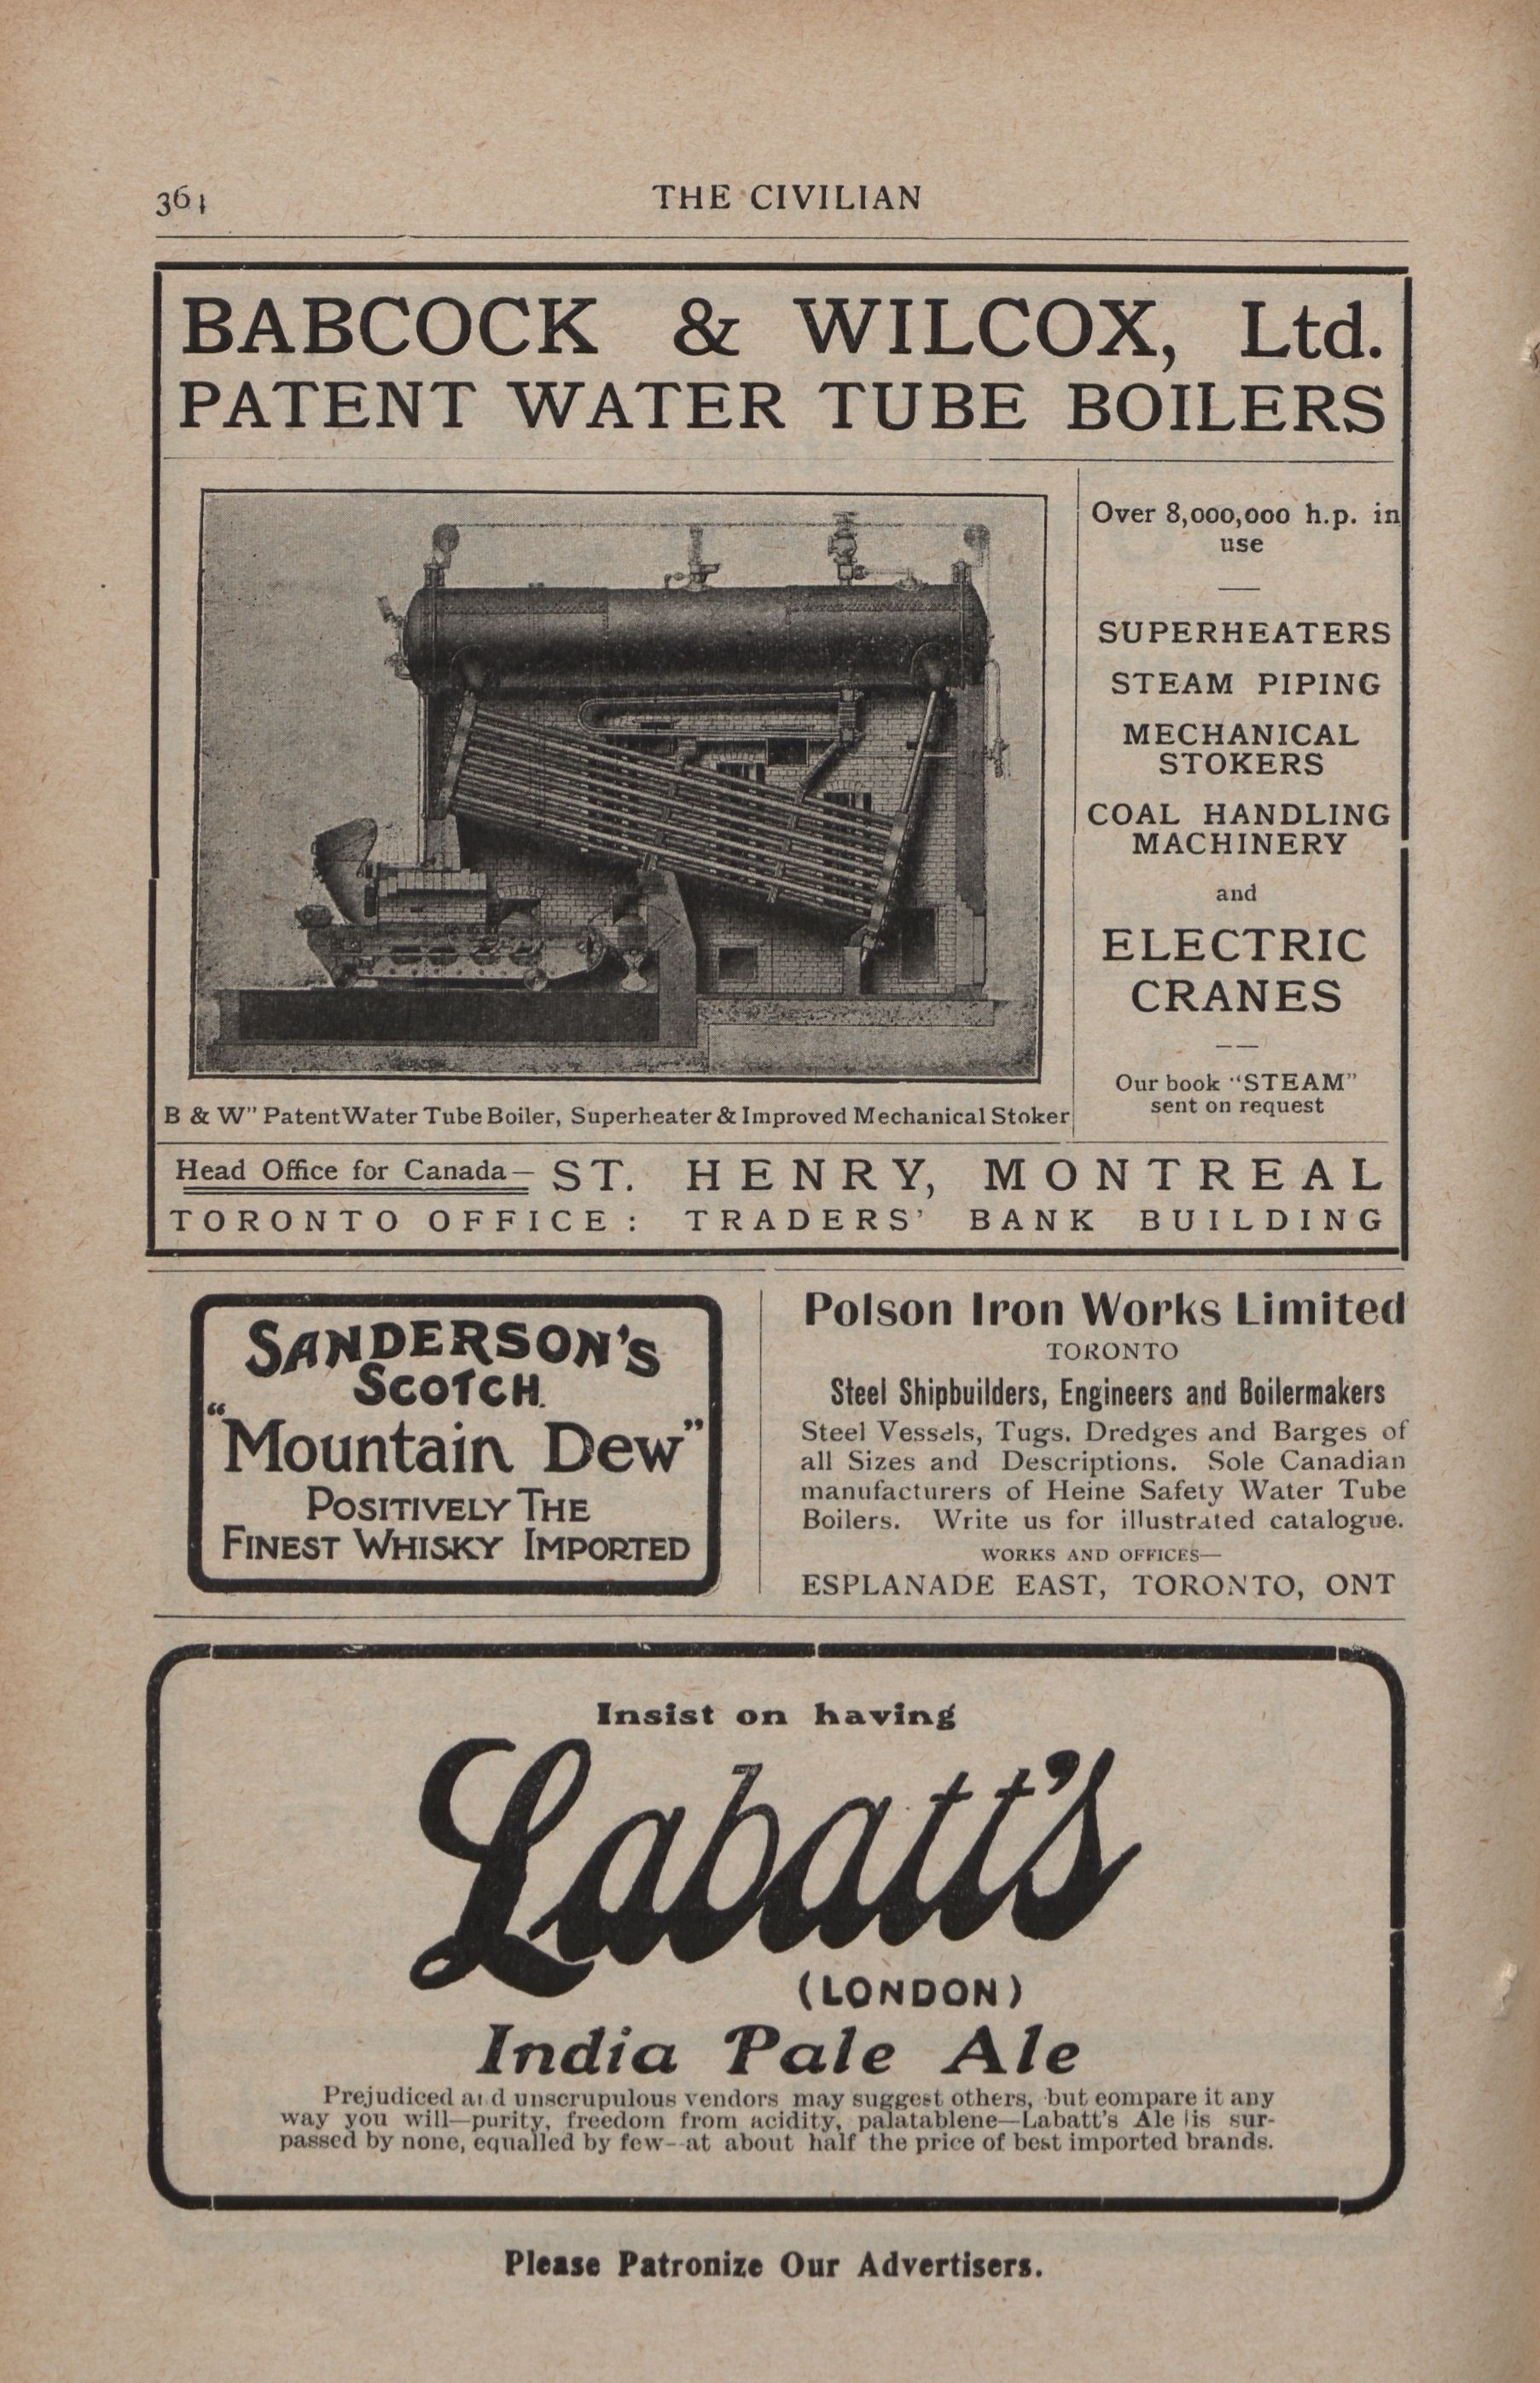 364
THE CIVILIAN
BABCOCK & WILCOX, Ltd.
PATENT WATER TUBE BOILERS
Over 8,000,000 h.p. in
use
SUPERHEATERS
STEAM PIPING
MECHANICAL
STOKERS
COAL HANDLING
MACHINERY
and
ELECTRIC
CRANES
Our book "STEAM"
sent on request
B & W" Patent Water Tube Boiler, Superheater & Improved Mechanical Stoker
Head Office for Canada— ST. HENRY, MONTREAL
TORONTO OFFICE: TRADERS' BANK BUILDING
SANDERSON'S
SCOTCH.
"Mountain Dew"
POSITIVELY THE
FINEST WHISKY IMPORTED
Polson Iron Works Limited
TORONTO
Steel Shipbuilders, Engineers and Boilermakers
Steel Vessels, Tugs. Dredges and Barges of
all Sizes and Descriptions. Sole Canadian
manufacturers of Heine Safety Water Tube
Boilers. Write us for illustrated catalogue.
WORKS AND OFFICES—
ESPLANADE EAST, TORONTO, ONT
Insist on having
Labatt's
(LONDON)
India Pale Ale
Prejudiced and unscrupulous vendors may suggest others, but compare it any
way you will—purity, freedom from acidity, palatablene—Labatt's Ale is sur-
passed by none, equalled by few--at about half the price of best imported brands.
Please Patronize Our Advertisers.